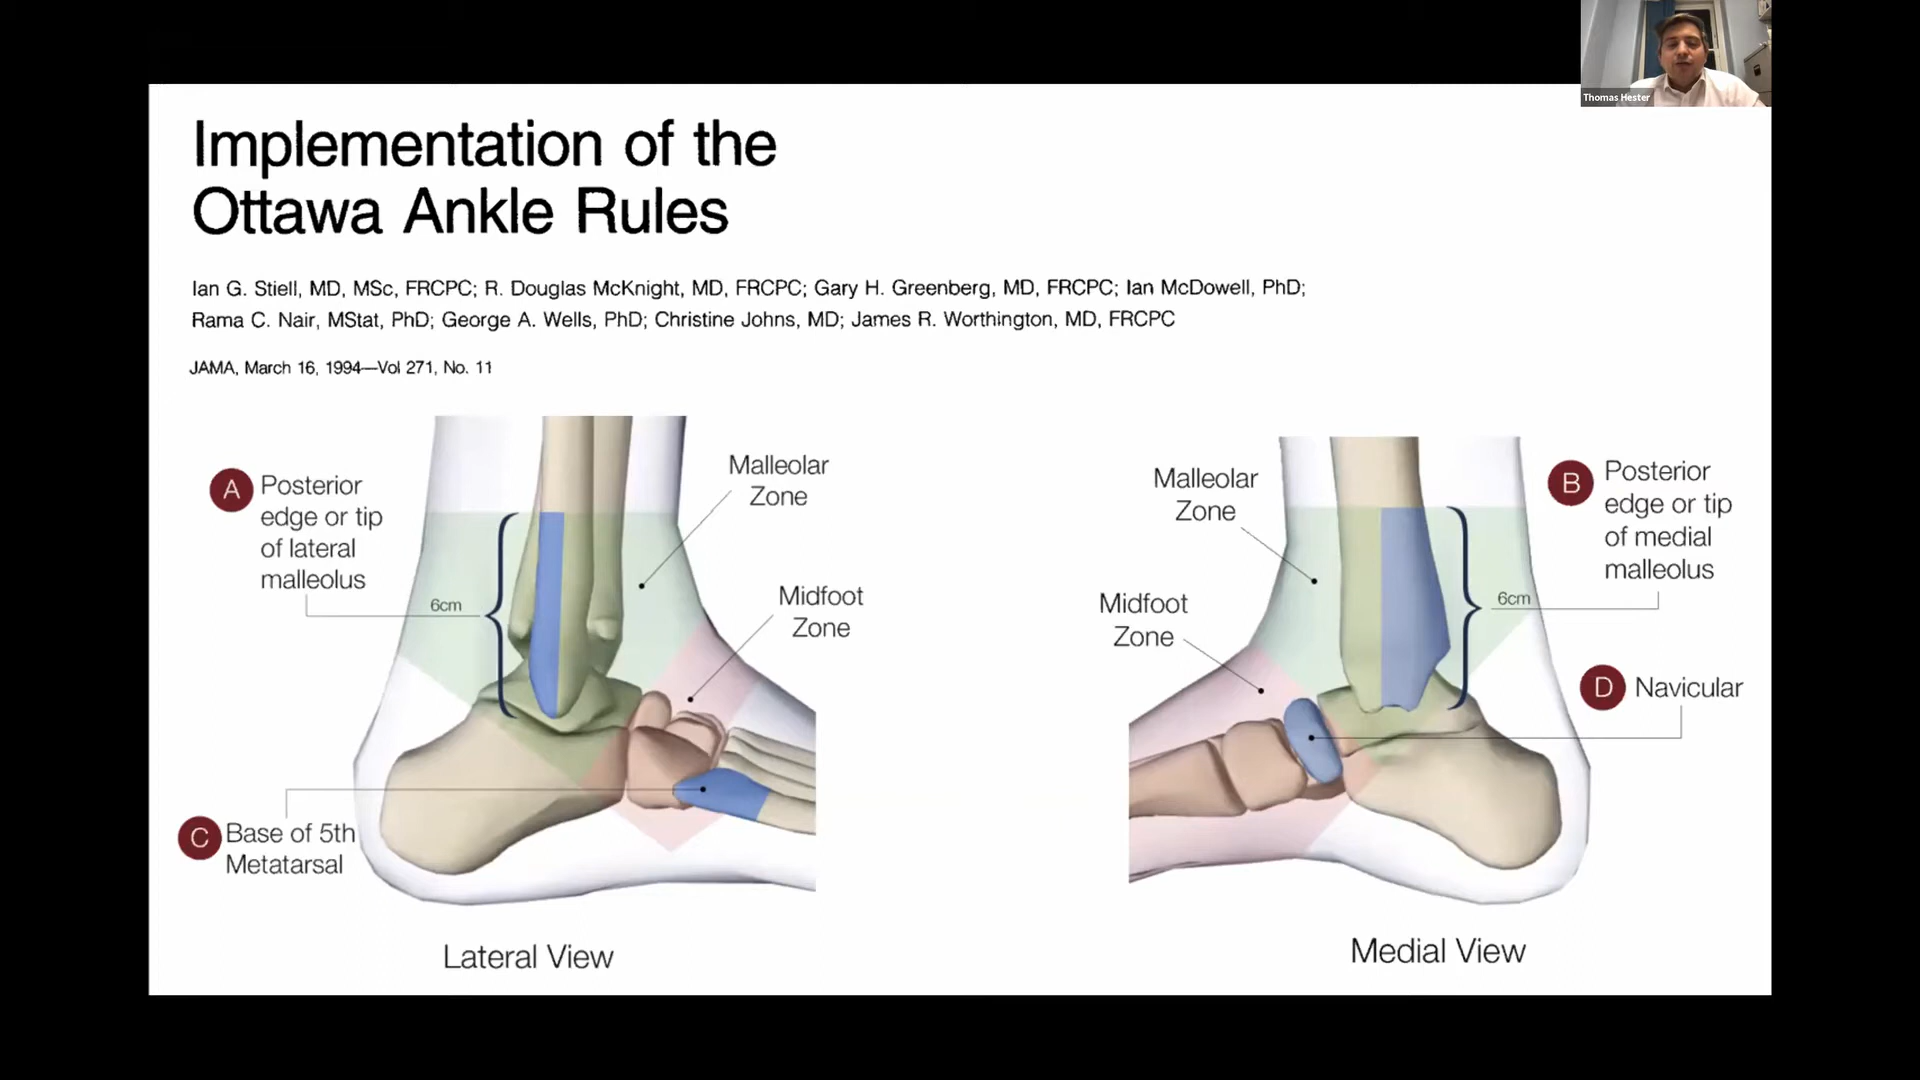 Thomas Hester
Implementation of the
Ottawa Ankle Rules
Ian G. Stiell, MD, MSc, FRCPC; R. Douglas McKnight, MD, FRCPC; Gary H. Greenberg, MD, FRCPC; Ian McDowell, PhD;
Rama C. Nair, MStat, PhD; George A. Wells, PhD; Christine Johns, MD; James R. Worthington, MD, FRCPC
JAMA, March 16, 1994—Vol 271, No. 11
A
Posterior
edge or tip
of lateral
malleolus
6cm
Malleolar
Zone
Midfoot
Zone
C
Base of 5th
Metatarsal
Lateral View
Malleolar
Zone
Midfoot
Zone
B
Posterior
edge or tip
of medial
malleolus
6cm
D
Navicular
Medial View